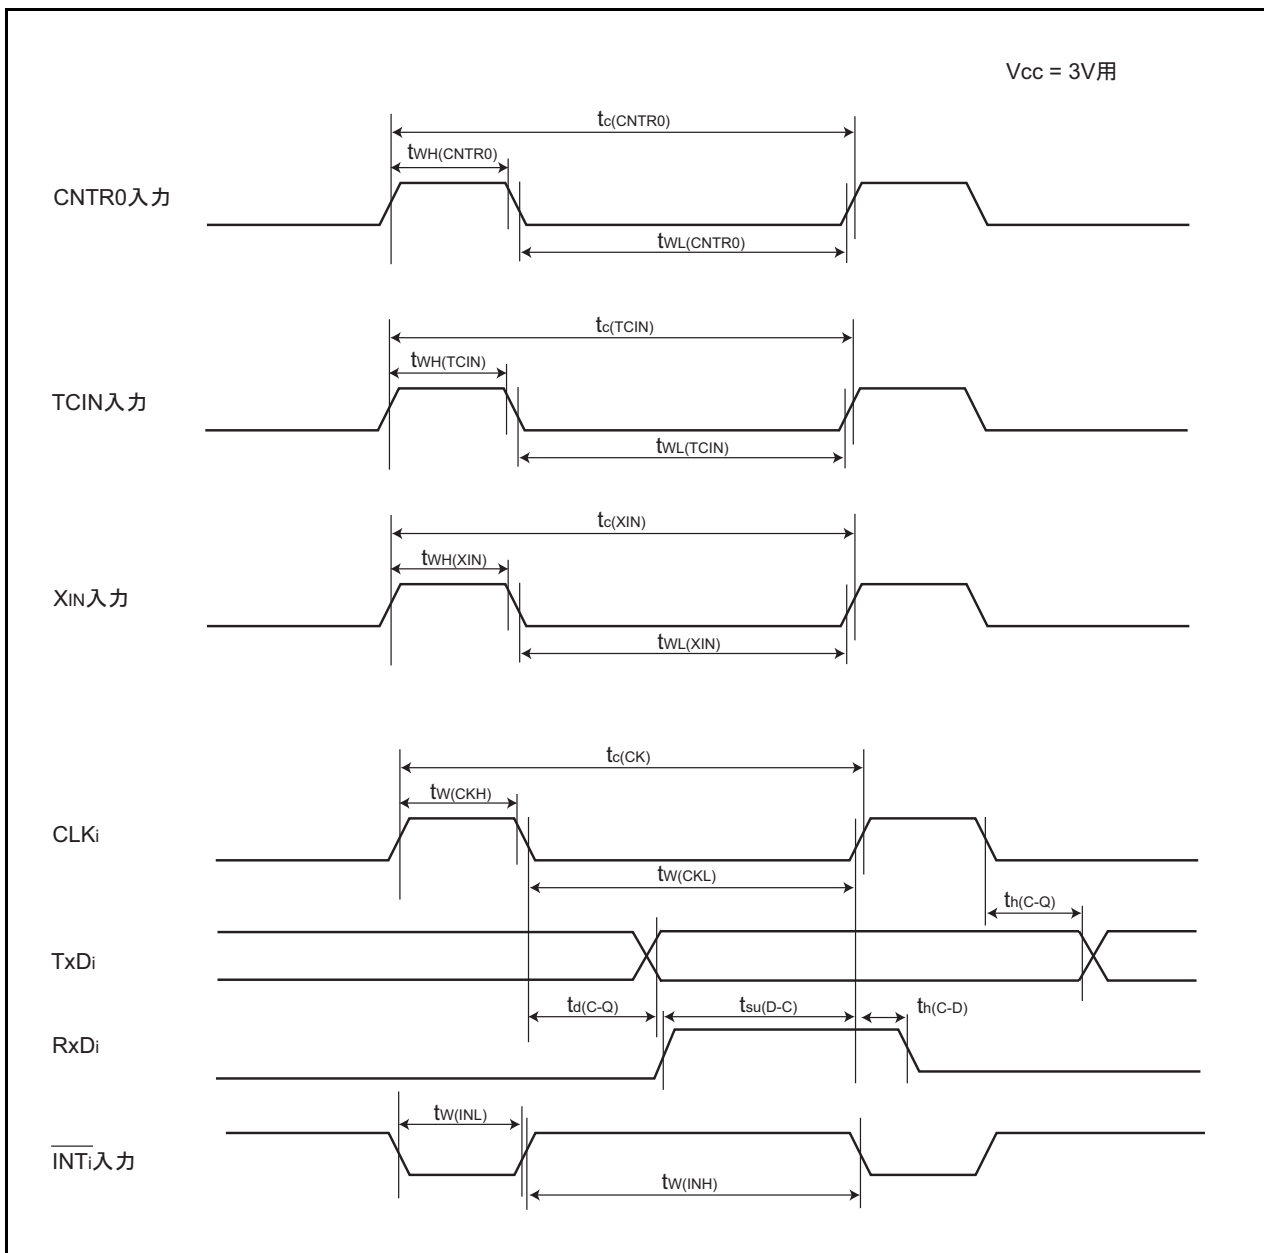 Vcc = 3V用
tc(CNTR0)
tWH(CNTR0)
CNTR0入力
tWL(CNTR0)
tc(TCIN)
tWH(TCIN)
TCIN入力
tWL(TCIN)
tc(XIN)
tWH(XIN)
XIN入力
tWL(XIN)
tc(CK)
tW(CKH)
CLKi
tW(CKL)
th(C-Q)
TxDi
td(C-Q)
tsu(D-C)
th(C-D)
RxDi
tW(INL)
INTi入力
tW(INH)